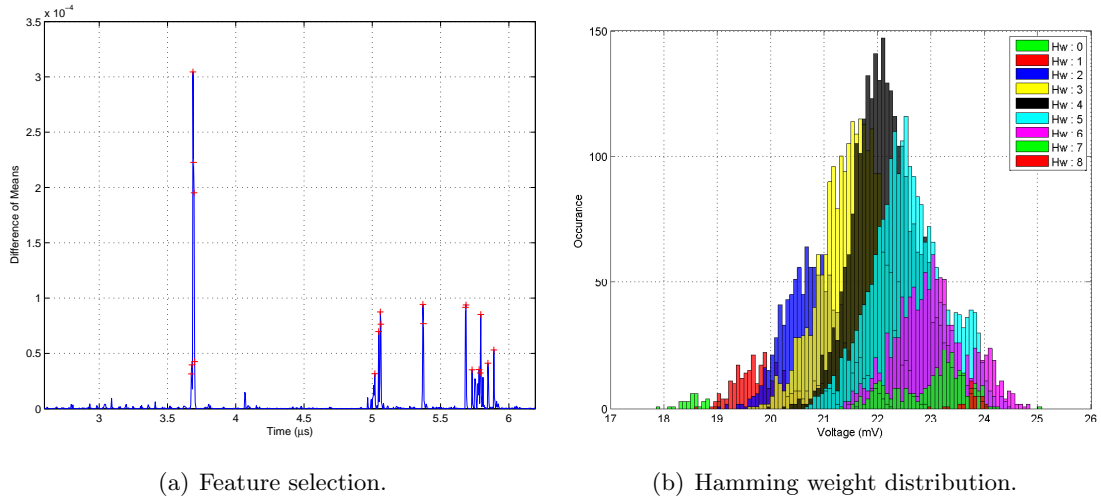 x 10⁻⁴
3.5
3
2.5
2
1.5
1
0.5
0
3
3.5
4
4.5
5
5.5
6
Difference of Means
Time (μs)
(a) Feature selection.
150
100
50
0
17
18
19
20
21
22
23
24
25
26
Occurance
Voltage (mV)
Hw : 0
Hw : 1
Hw : 2
Hw : 3
Hw : 4
Hw : 5
Hw : 6
Hw : 7
Hw : 8
(b) Hamming weight distribution.